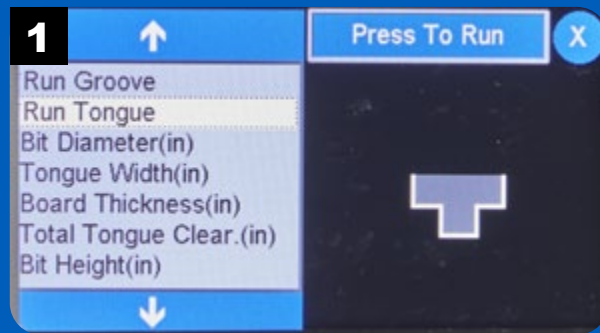 1
Press To Run
X
Run Groove
Run Tongue
Bit Diameter(in)
Tongue Width(in)
Board Thickness(in)
Total Tongue Clear.(in)
Bit Height(in)